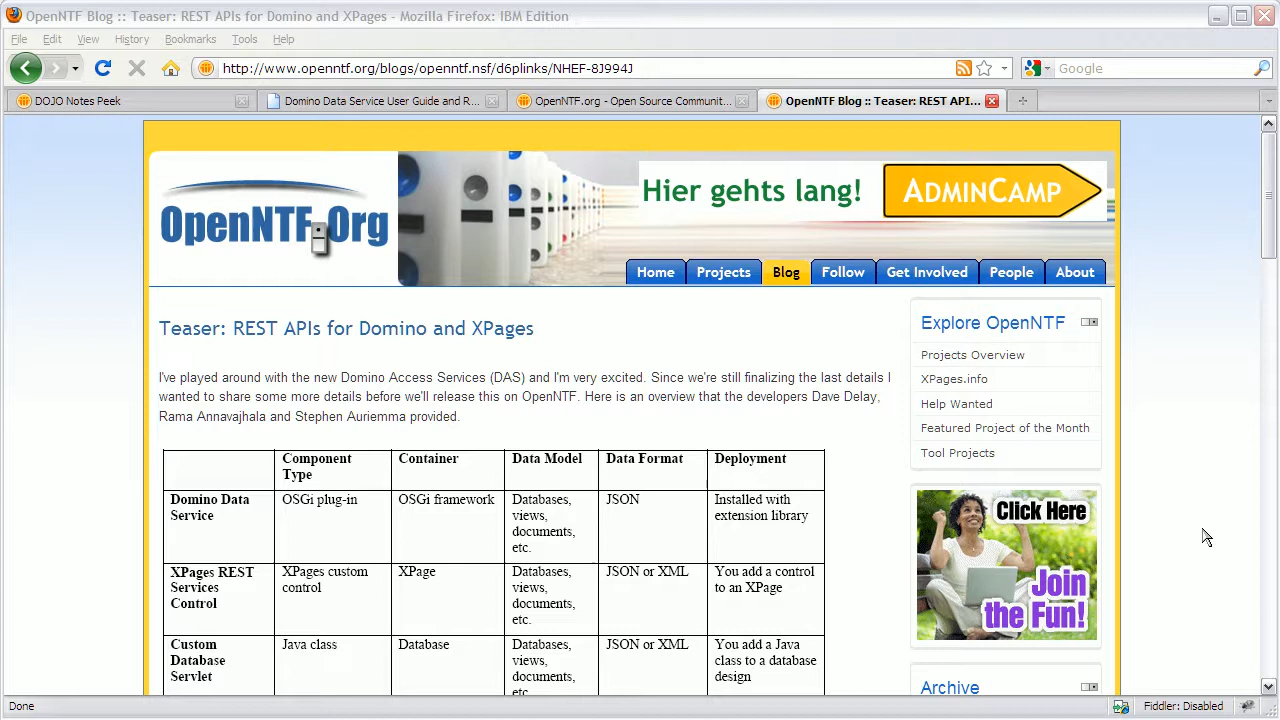 OpenNTF Blog :: Teaser: REST APIs for Domino and XPages - Mozilla Firefox: IBM Edition
File Edit View History Bookmarks Tools Help
http://www.openntf.org/blogs/openntf.nsf/d6plinks/NHEF-8J994J
Google
DOJO Notes Peek
Domino Data Service User Guide and R...
OpenNTF.org - Open Source Communit...
OpenNTF Blog :: Teaser: REST API...
OpenNTF.Org
Hier gehts lang!
ADMINCAMP
Home Projects Blog Follow Get Involved People About
Teaser: REST APIs for Domino and XPages
I've played around with the new Domino Access Services (DAS) and I'm very excited. Since we're still finalizing the last details I
wanted to share some more details before we'll release this on OpenNTF. Here is an overview that the developers Dave Delay,
Rama Annavajhala and Stephen Auriemma provided.
Component
Type
Container
Data Model
Data Format
Deployment
Domino Data
Service
OSGi plug-in
OSGi framework
Databases,
views,
documents,
etc.
JSON
Installed with
extension library
XPages REST
Services
Control
XPages custom
control
XPage
Databases,
views,
documents,
etc.
JSON or XML
You add a control
to an XPage
Custom
Database
Servlet
Java class
Database
Databases,
views,
documents,
etc.
JSON or XML
You add a Java
class to a database
design
Explore OpenNTF
Projects Overview
XPages.info
Help Wanted
Featured Project of the Month
Tool Projects
Click Here
Join
the Fun!
Archive
Done
Fiddler: Disabled